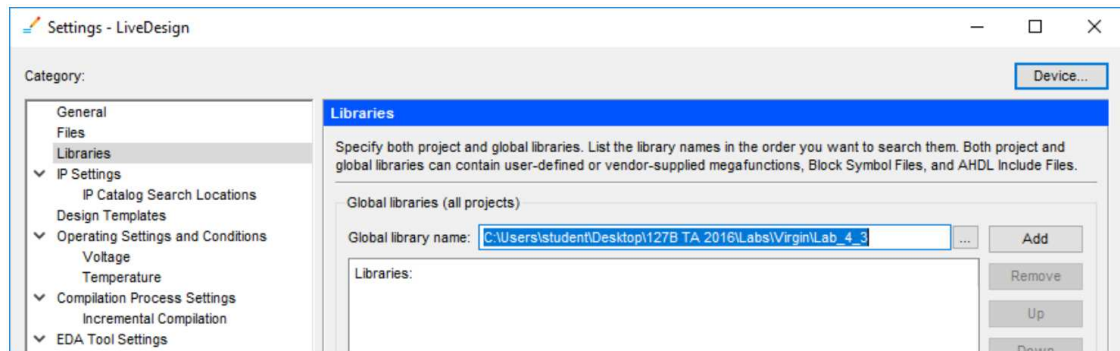 Settings - LiveDesign
Category:
Device...
General
Files
Libraries
IP Settings
IP Catalog Search Locations
Design Templates
Operating Settings and Conditions
Voltage
Temperature
Compilation Process Settings
Incremental Compilation
EDA Tool Settings
Libraries
Specify both project and global libraries. List the library names in the order you want to search them. Both project and
global libraries can contain user-defined or vendor-supplied megafunctions, Block Symbol Files, and AHDL Include Files.
Global libraries (all projects)
Global library name: C:\Users\student\Desktop\127B TA 2016\Labs\Virgin\Lab_4_3 ... Add
Libraries:
Remove
Up
Down